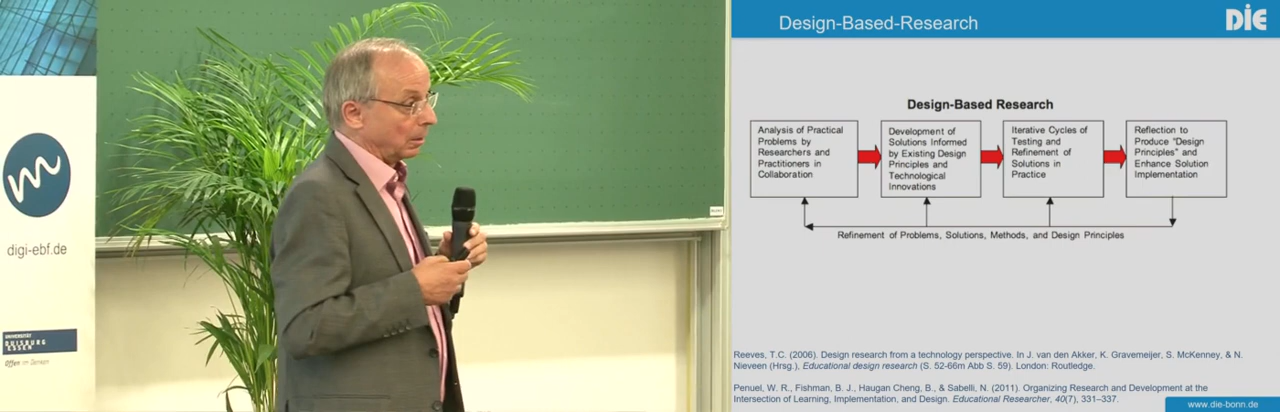 digi-ebf.de
UNIVERSITÄT
DUISBURG
ESSEN
Offen im Denken
Design-Based-Research
DIE
Design-Based Research
Analysis of Practical
Problems by
Researchers and
Practitioners in
Collaboration
Development of
Solutions Informed
by Existing Design
Principles and
Technological
Innovations
Iterative Cycles of
Testing and
Refinement of
Solutions in
Practice
Reflection to
Produce "Design
Principles" and
Enhance Solution
Implementation
Refinement of Problems, Solutions, Methods, and Design Principles
Reeves, T.C. (2006). Design research from a technology perspective. In J. van den Akker, K. Gravemeijer, S. McKenney, & N.
Nieveen (Hrsg.), Educational design research (S. 52-66m Abb S. 59). London: Routledge.
Penuel, W. R., Fishman, B. J., Haugan Cheng, B., & Sabelli, N. (2011). Organizing Research and Development at the
Intersection of Learning, Implementation, and Design. Educational Researcher, 40(7), 331–337.
www.die-bonn.de